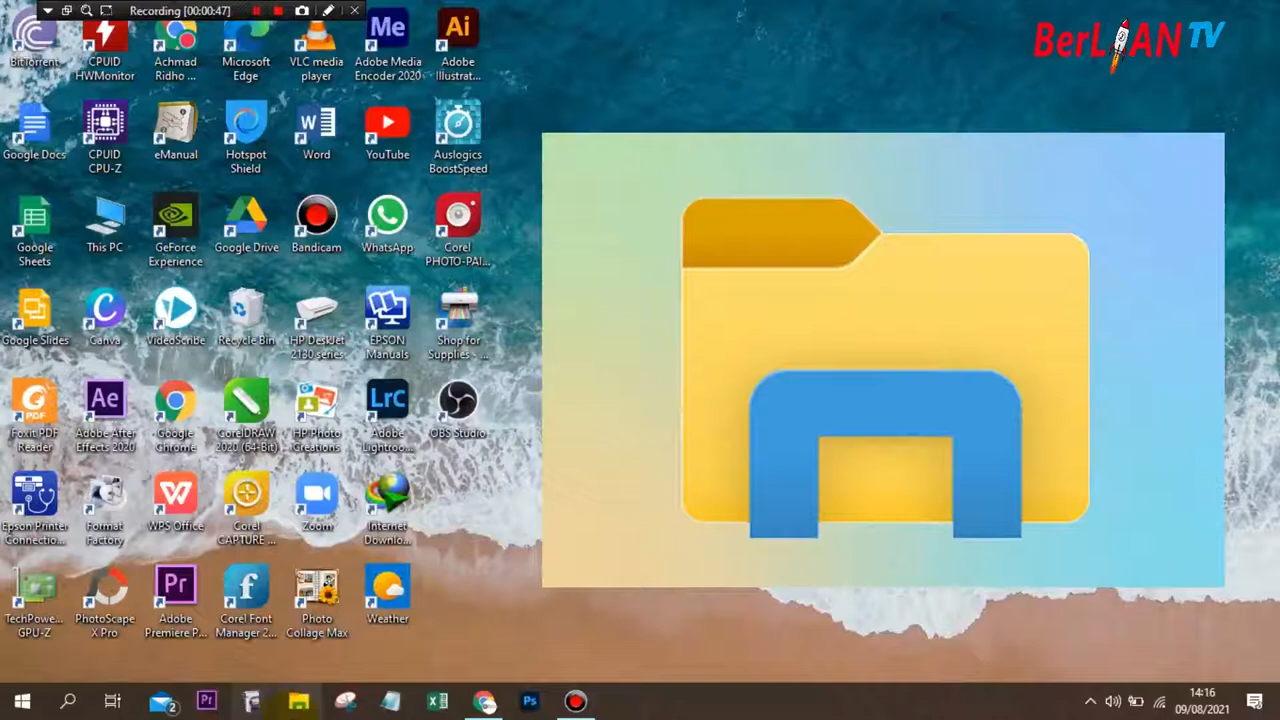 Recording [00:00:47]
BerLIAN TV
BitTorrent
CPUID
HWMonitor
Achmad
Ridho ...
Microsoft
Edge
VLC media
player
Me
Adobe Media
Encoder 2020
Ai
Adobe
Illustrat...
Google Docs
CPUID
CPU-Z
eManual
Hotspot
Shield
W
Word
YouTube
Auslogics
BoostSpeed
Google
Sheets
This PC
GeForce
Experience
Google Drive
Bandicam
WhatsApp
Corel
PHOTO-PAI...
Google Slides
C
Canva
VideoScribe
Recycle Bin
HP DeskJet
2130 series
EPSON
Manuals
Shop for
Supplies - ...
PDF
Foxit PDF
Reader
Ae
Adobe After
Effects 2020
Google
Chrome
CorelDRAW
2020 (64-Bit)
HP Photo
Creations
Lrc
Adobe
Lightroo...
OBS Studio
Epson Printer
Connectio...
Format
Factory
W
WPS Office
Corel
CAPTURE ...
Zoom
Internet
Downlo...
TechPowe...
GPU-Z
PhotoScape
X Pro
Pr
Adobe
Premiere P...
f
Corel Font
Manager 2...
Photo
Collage Max
Weather
2
Pr
Ps
14:16
09/08/2021